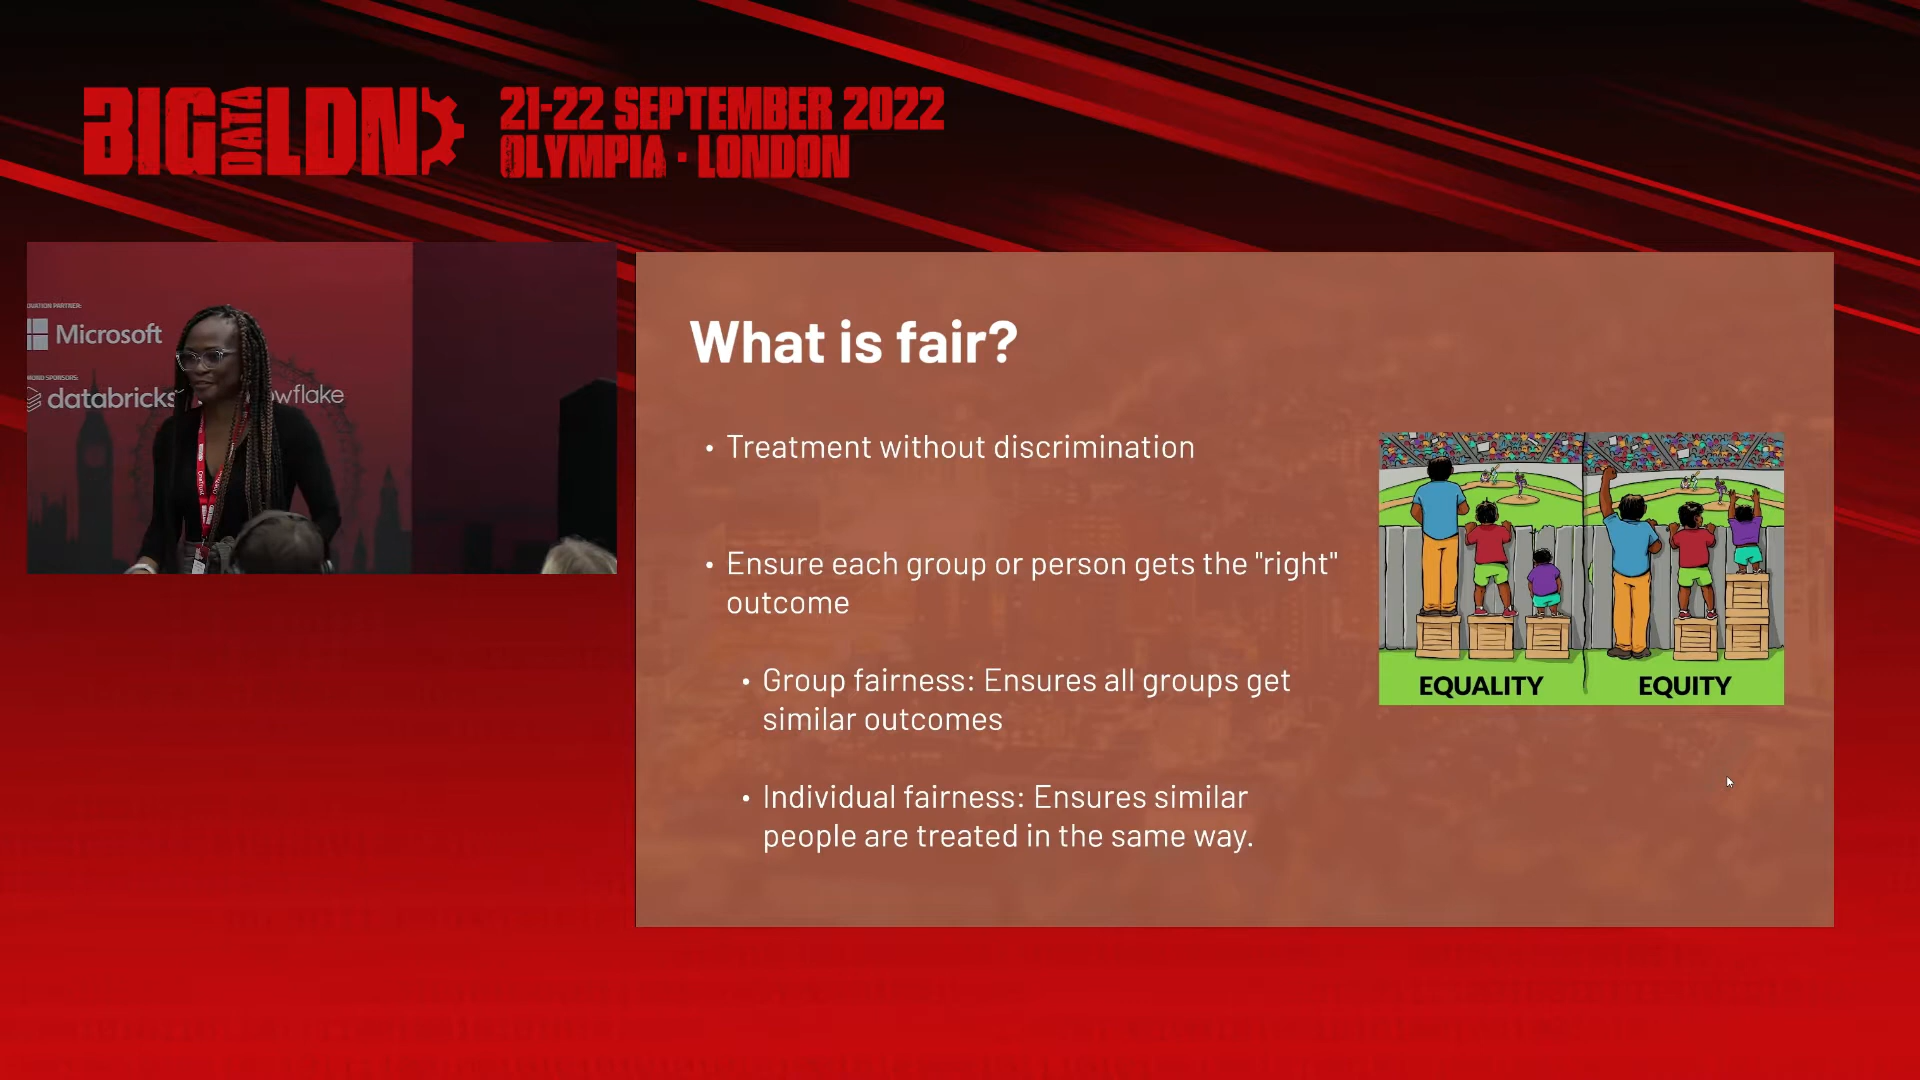 BIG DATA LDN
21-22 SEPTEMBER 2022
OLYMPIA · LONDON
Microsoft
databricks
What is fair?
• Treatment without discrimination
• Ensure each group or person gets the "right"
outcome
• Group fairness: Ensures all groups get
similar outcomes
• Individual fairness: Ensures similar
people are treated in the same way.
EQUALITY
EQUITY